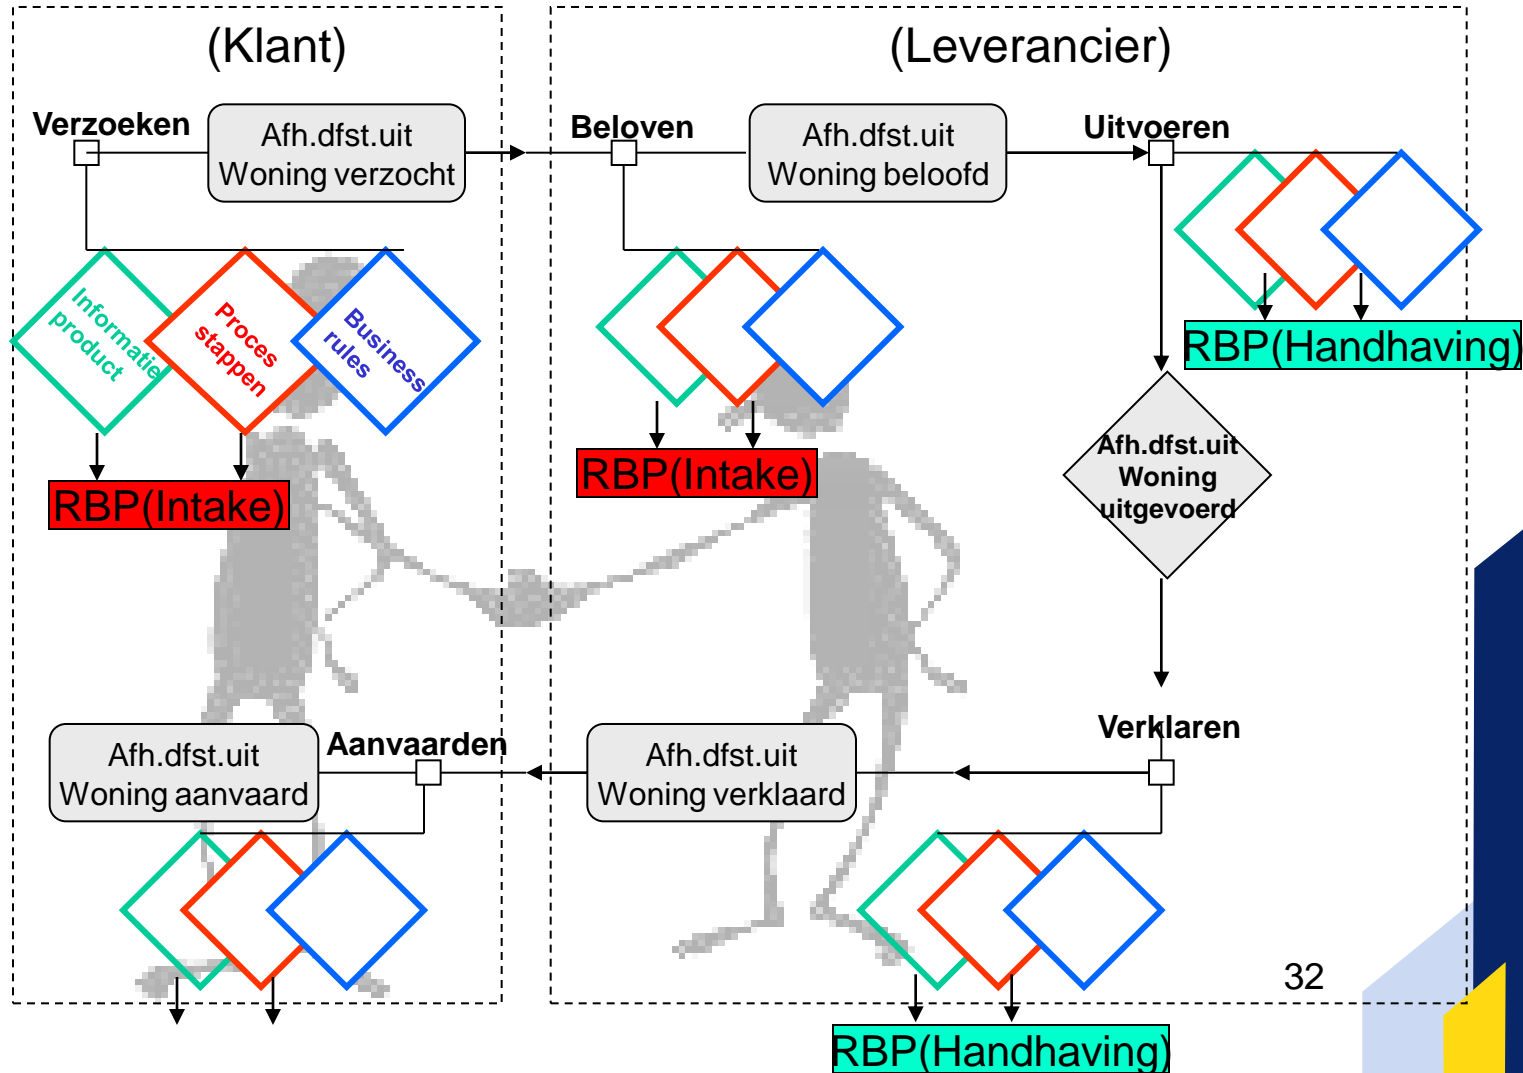 (Klant)
(Leverancier)
Verzoeken
Afh.dfst.uit
Woning verzocht
Beloven
Afh.dfst.uit
Woning beloofd
Uitvoeren
Informatie
product
Proces
stappen
Business
rules
RBP(Handhaving)
RBP(Intake)
RBP(Intake)
Afh.dfst.uit
Woning
uitgevoerd
Verklaren
Afh.dfst.uit
Woning aanvaard
Aanvaarden
Afh.dfst.uit
Woning verklaard
32
RBP(Handhaving)